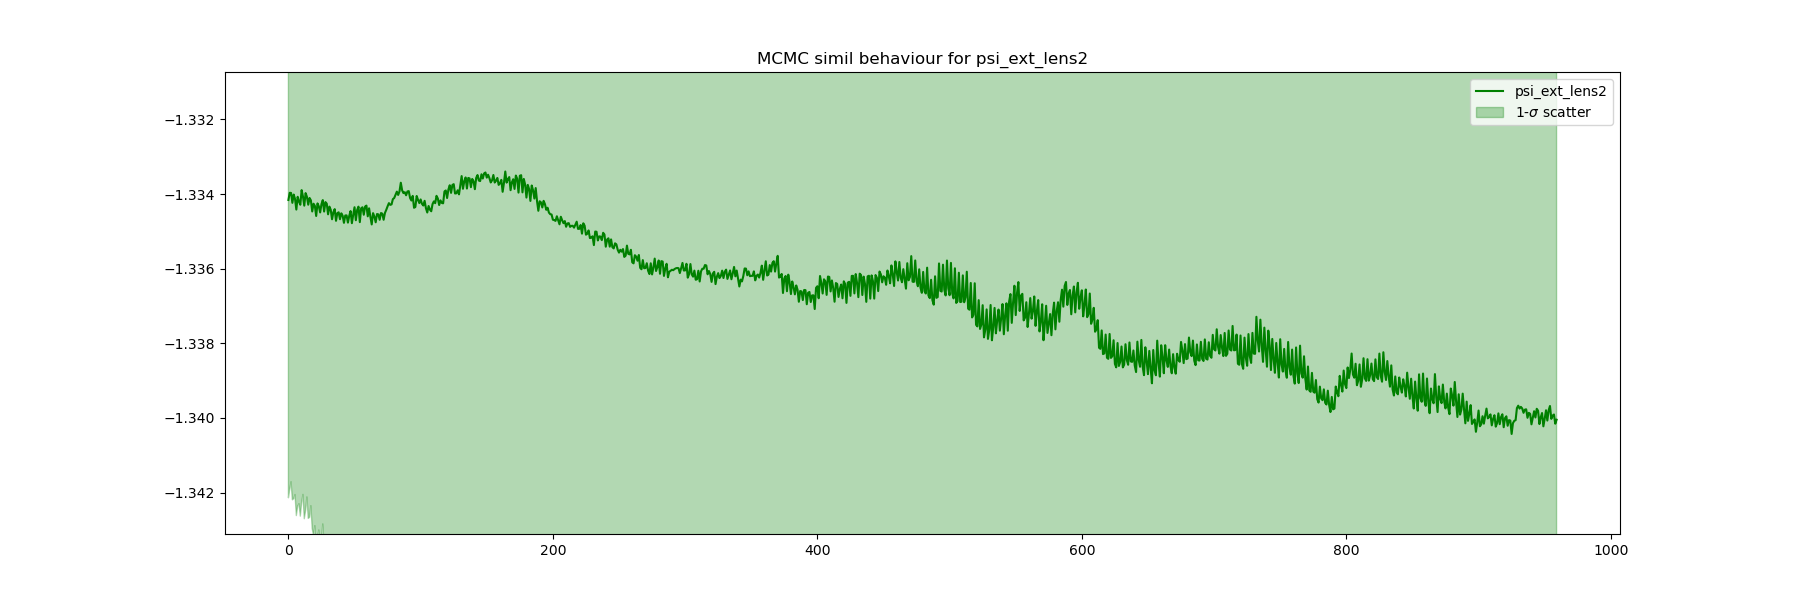 MCMC simil behaviour for psi_ext_lens2
psi_ext_lens2
1-σ scatter
−1.332
−1.334
−1.336
−1.338
−1.340
−1.342
0 200 400 600 800 1000